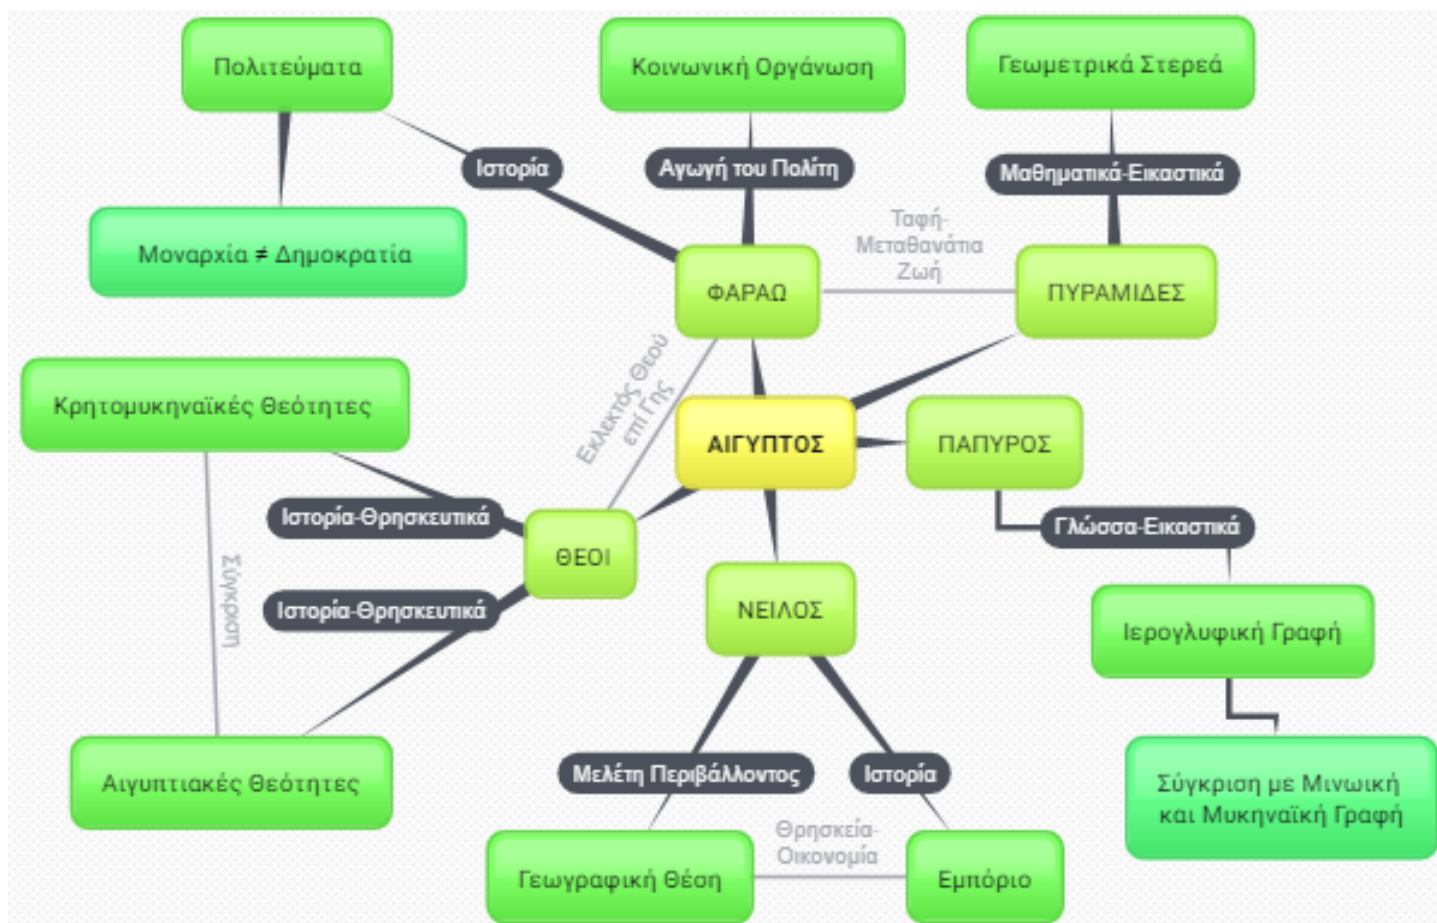 Πολιτεύματα
Κοινωνική Οργάνωση
Γεωμετρικά Στερεά
Ιστορία
Αγωγή του Πολίτη
Μαθηματικά-Εικαστικά
Μοναρχία ≠ Δημοκρατία
Ταφή-
Μεταθανάτια
Ζωή
ΦΑΡΑΩ
ΠΥΡΑΜΙΔΕΣ
Εκλεκτός Θεού
επί Γης
Κρητομυκηναϊκές Θεότητες
ΑΙΓΥΠΤΟΣ
ΠΑΠΥΡΟΣ
Ιστορία-Θρησκευτικά
Γλώσσα-Εικαστικά
ΘΕΟΙ
Σύγκριση
Ιστορία-Θρησκευτικά
ΝΕΙΛΟΣ
Ιερογλυφική Γραφή
Αιγυπτιακές Θεότητες
Μελέτη Περιβάλλοντος
Ιστορία
Σύγκριση με Μινωική
και Μυκηναϊκή Γραφή
Θρησκεία-
Οικονομία
Γεωγραφική Θέση
Εμπόριο